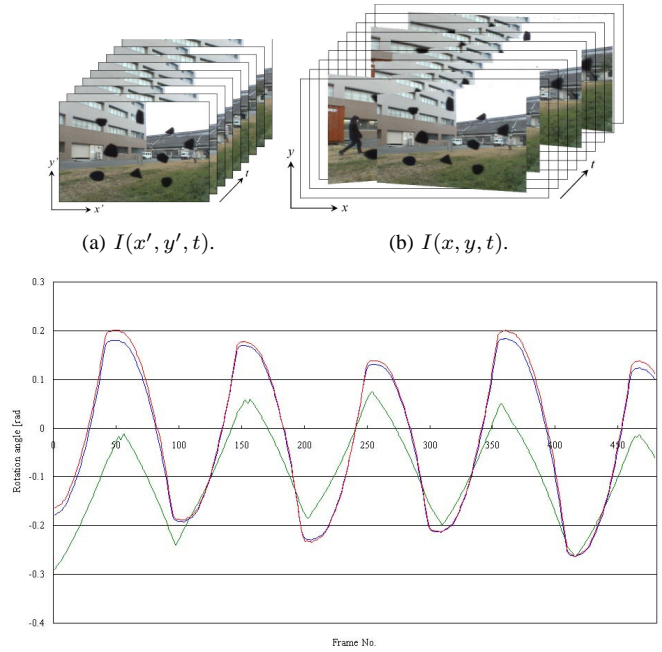 y' x' t
y x t
(a) I(x′, y′, t). (b) I(x, y, t).
0.3
0.2
0.1
0
-0.1
-0.2
-0.3
-0.4
0 50 100 150 200 250 300 350 400 450
Rotation angle [rad
Frame No.